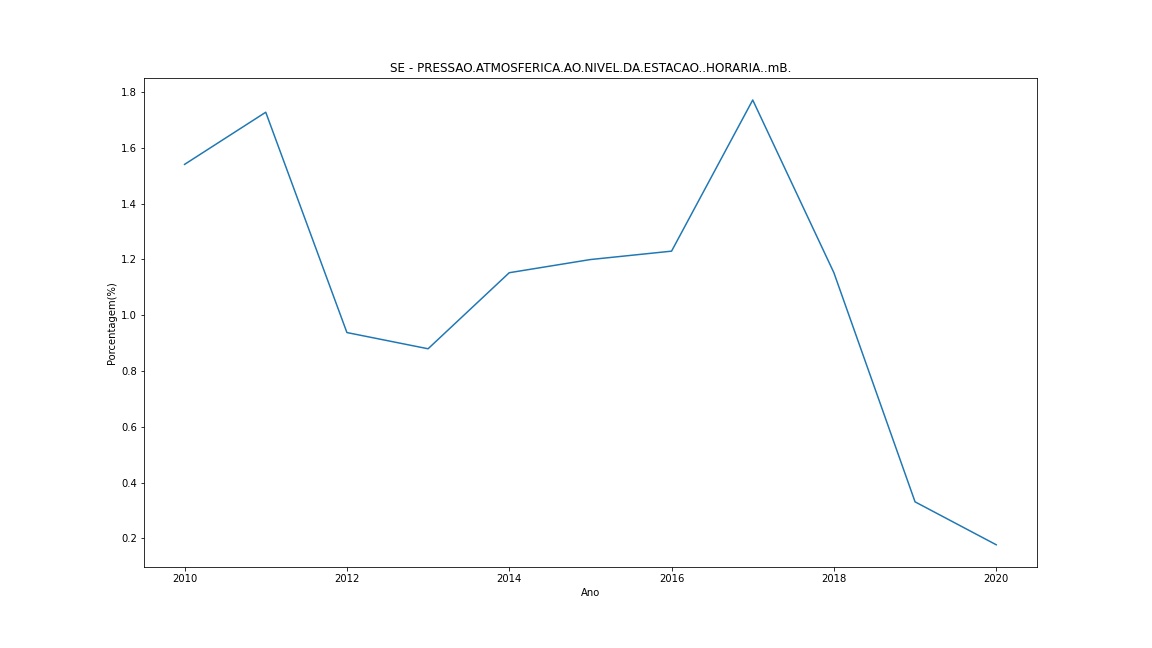 SE - PRESSAO.ATMOSFERICA.AO.NIVEL.DA.ESTACAO..HORARIA..mB.
1.8
1.6
1.4
1.2
1.0
0.8
0.6
0.4
0.2
Porcentagem(%)
2010 2012 2014 2016 2018 2020
Ano